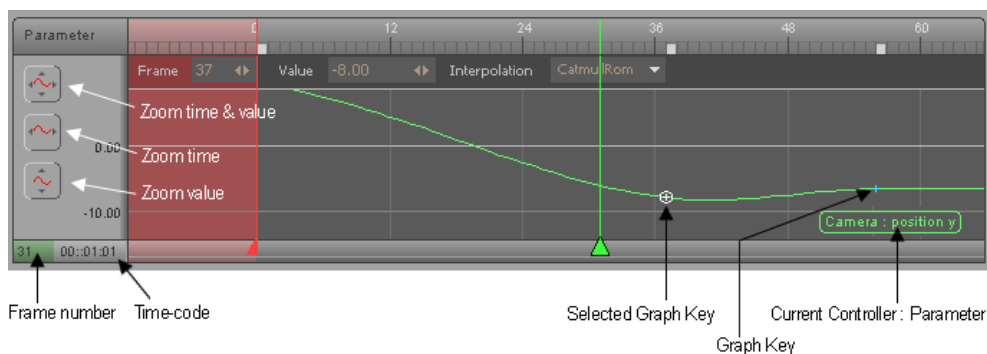 Parameter
0 12 24 36 48 60
Frame 37 Value -8.00 Interpolation CatmullRom
Zoom time & value
0.00
Zoom time
Zoom value
-10.00
Camera : position y
31 00::01:01
Frame number Time-code Selected Graph Key Current Controller : Parameter
Graph Key